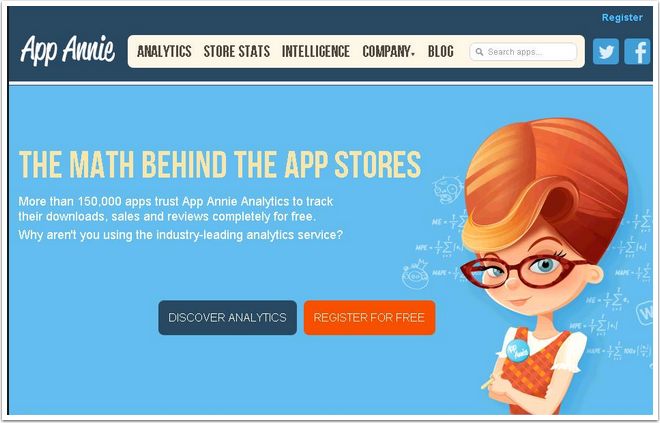 Register
App Annie
ANALYTICS STORE STATS INTELLIGENCE COMPANY BLOG Search apps...
THE MATH BEHIND THE APP STORES
More than 150,000 apps trust App Annie Analytics to track
their downloads, sales and reviews completely for free.
Why aren't you using the industry-leading analytics service?
DISCOVER ANALYTICS REGISTER FOR FREE
App
Annie